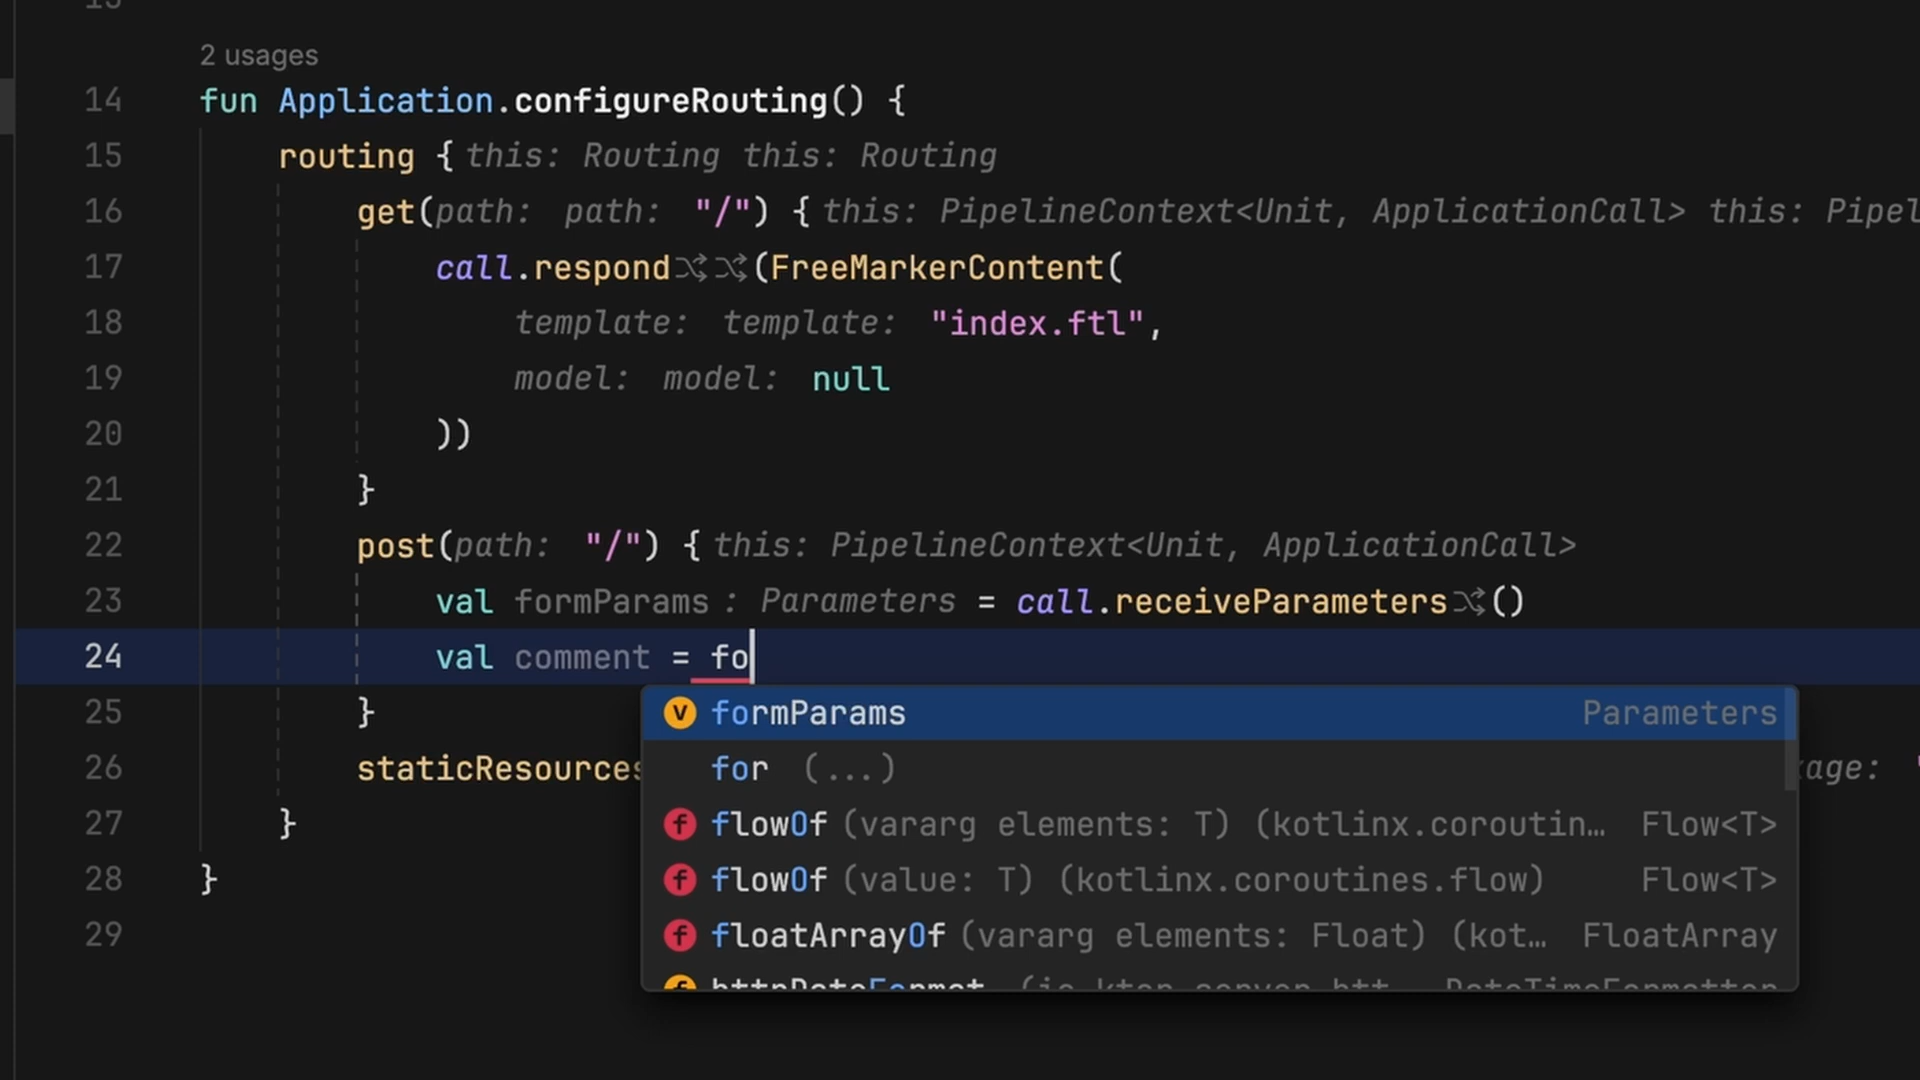 2 usages
14 fun Application.configureRouting() {
15 routing { this: Routing this: Routing
16 get(path: path: "/") { this: PipelineContext<Unit, ApplicationCall> this: Pipel
17 call.respond(FreeMarkerContent(
18 template: template: "index.ftl",
19 model: model: null
20 ))
21 }
22 post(path: "/") { this: PipelineContext<Unit, ApplicationCall>
23 val formParams: Parameters = call.receiveParameters()
24 val comment = fo
25 }
v formParams Parameters
26 staticResources kage: "
for (...)
27 }
f flowOf(vararg elements: T) (kotlinx.coroutin… Flow<T>
28 }
f flowOf(value: T) (kotlinx.coroutines.flow) Flow<T>
29
f floatArrayOf(vararg elements: Float) (kot… FloatArray